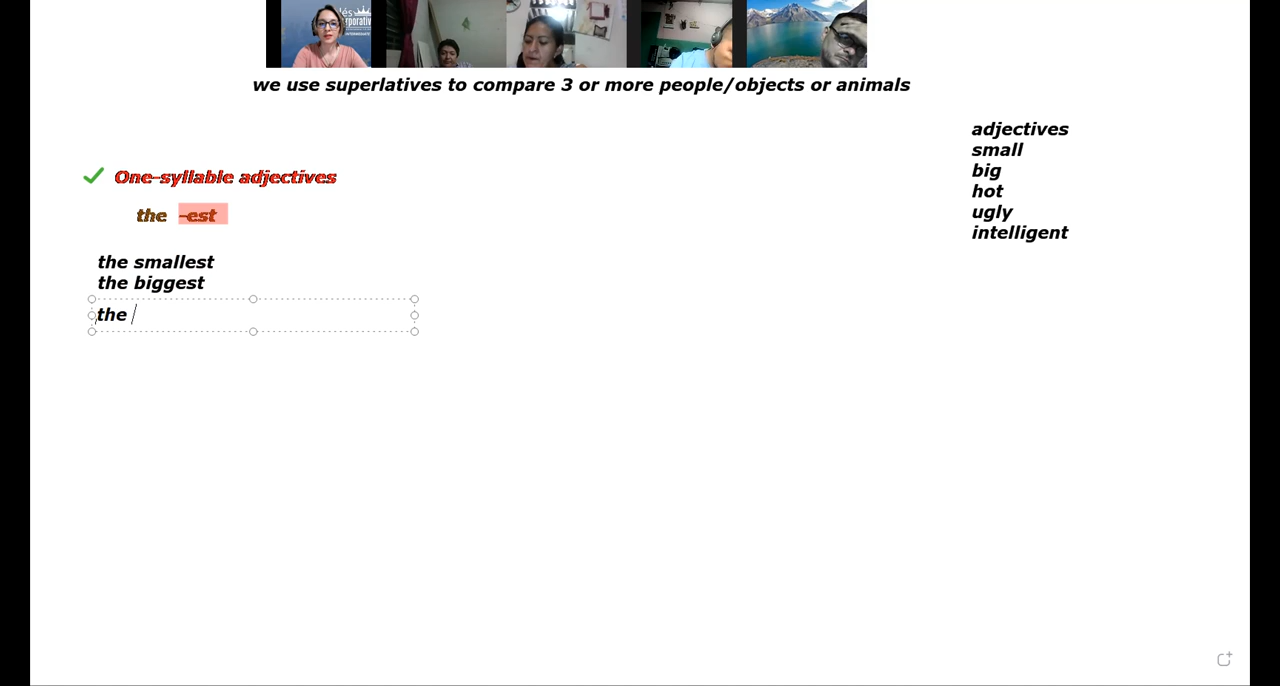 we use superlatives to compare 3 or more people/objects or animals
adjectives
small
big
hot
ugly
intelligent
One-syllable adjectives
the -est
the smallest
the biggest
the